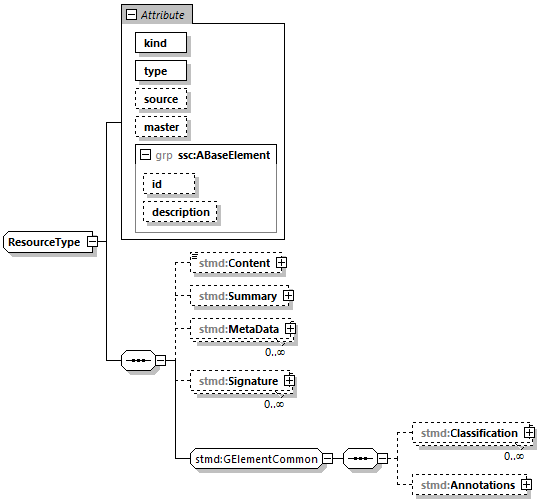 Attribute
kind
type
source
master
grp ssc:ABaseElement
id
description
ResourceType
stmd:Content
stmd:Summary
stmd:MetaData
0..∞
stmd:Signature
0..∞
stmd:GElementCommon
stmd:Classification
0..∞
stmd:Annotations